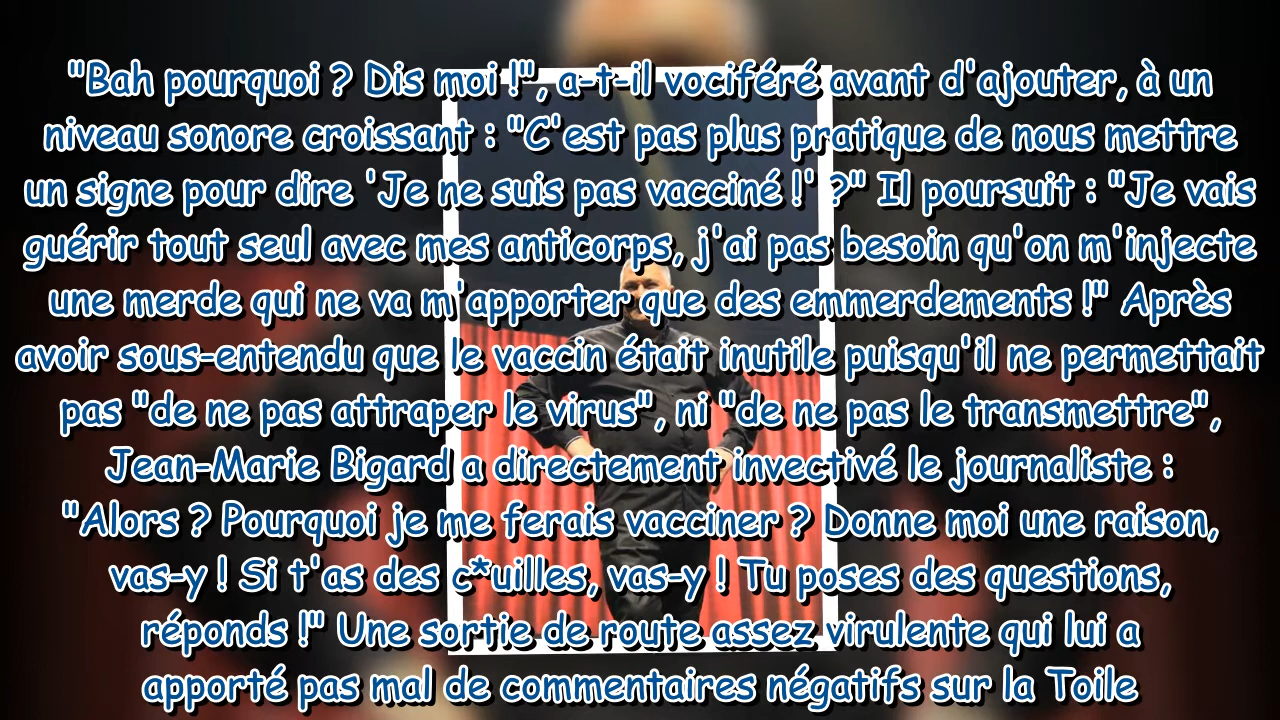 "Bah pourquoi ? Dis moi !", a-t-il vociféré avant d'ajouter, à un
niveau sonore croissant : "C'est pas plus pratique de nous mettre
un signe pour dire 'Je ne suis pas vacciné !' ?" Il poursuit : "Je vais
guérir tout seul avec mes anticorps, j'ai pas besoin qu'on m'injecte
une merde qui ne va m'apporter que des emmerdements !" Après
avoir sous-entendu que le vaccin était inutile puisqu'il ne permettait
pas "de ne pas attraper le virus", ni "de ne pas le transmettre",
Jean-Marie Bigard a directement invectivé le journaliste :
"Alors ? Pourquoi je me ferais vacciner ? Donne moi une raison,
vas-y ! Si t'as des c*uilles, vas-y ! Tu poses des questions,
réponds !" Une sortie de route assez virulente qui lui a
apporté pas mal de commentaires négatifs sur la Toile